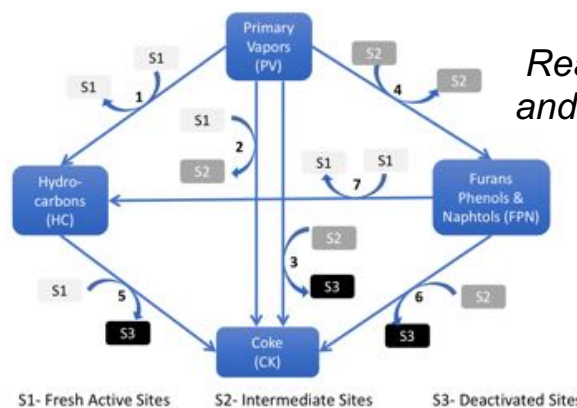 Primary
Vapors
(PV)
S1
S1
1
S2
S2
4
Rea
and
S1
2
S2
S1
S1
7
Hydro-
carbons
(HC)
Furans
Phenols &
Naphtols (FPN)
S2
3
S3
S1
5
S3
6
S2
S3
Coke
(CK)
S1- Fresh Active Sites
S2- Intermediate Sites
S3- Deactivated Sites